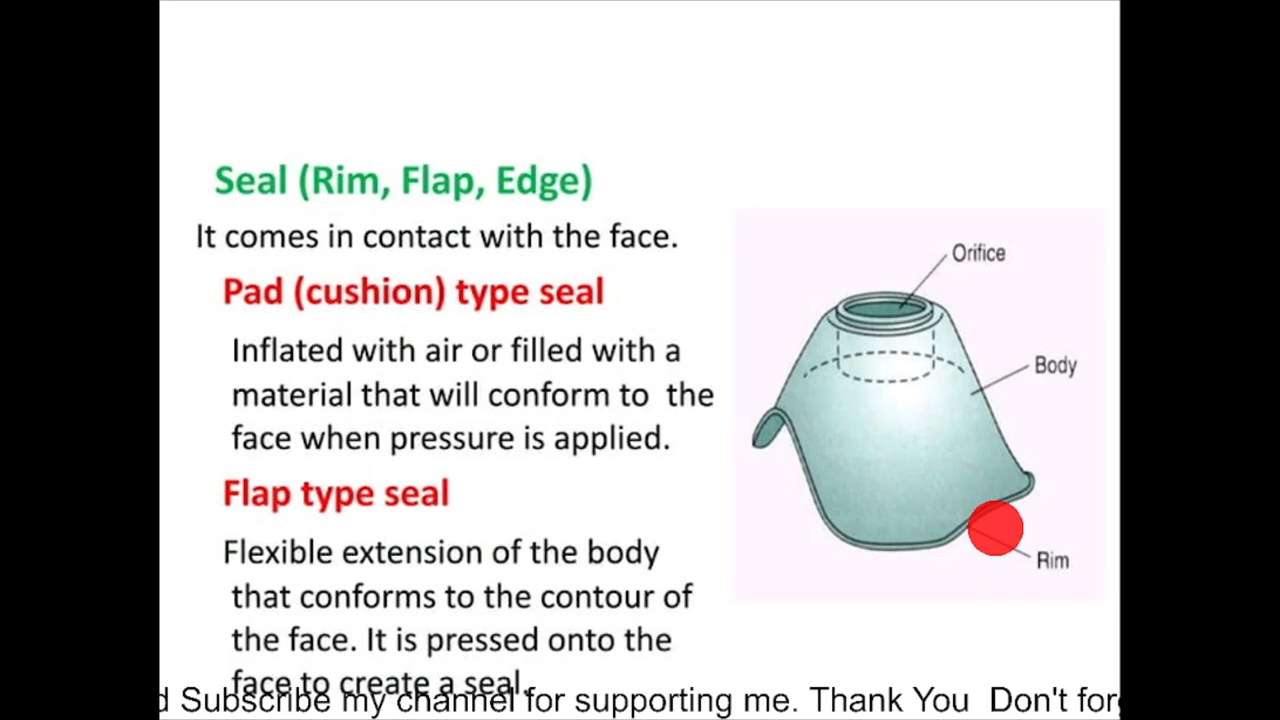 Seal (Rim, Flap, Edge)
It comes in contact with the face.
Pad (cushion) type seal
Inflated with air or filled with a
material that will conform to the
face when pressure is applied.
Flap type seal
Flexible extension of the body
that conforms to the contour of
the face. It is pressed onto the
face to create a seal.
Orifice
Body
Rim
d Subscribe my channel for supporting me. Thank You Don't forg